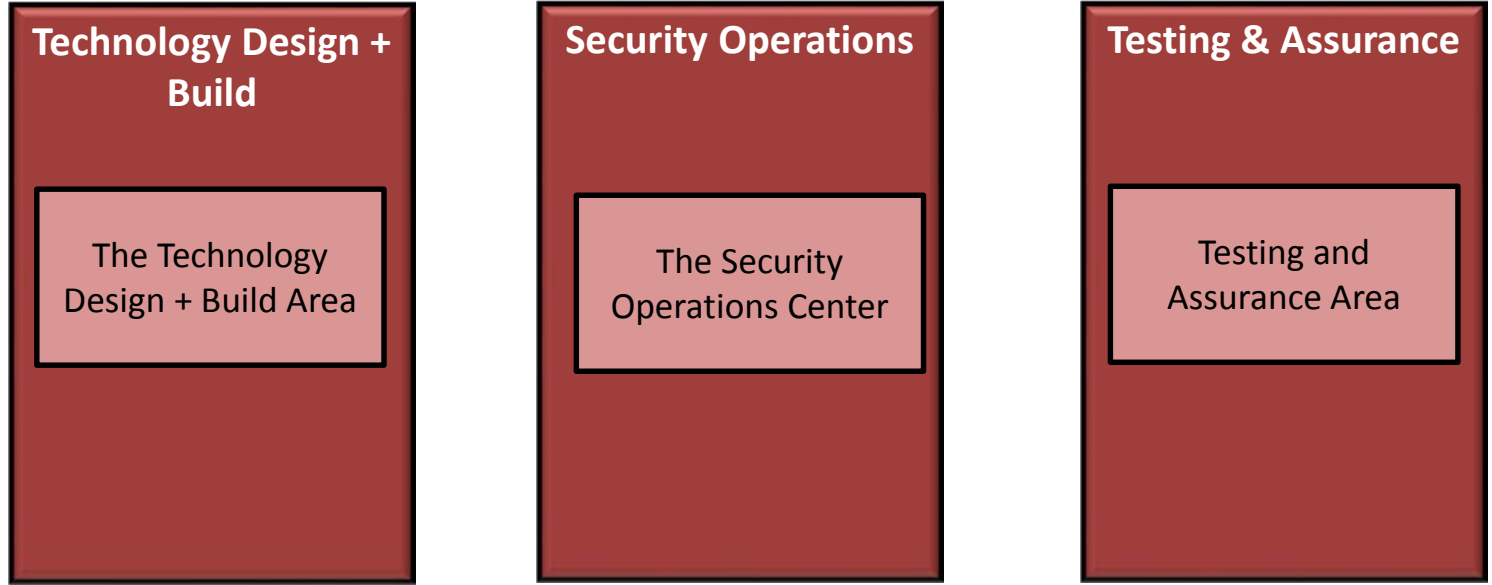 Technology Design +
Build
The Technology
Design + Build Area
Security Operations
The Security
Operations Center
Testing & Assurance
Testing and
Assurance Area